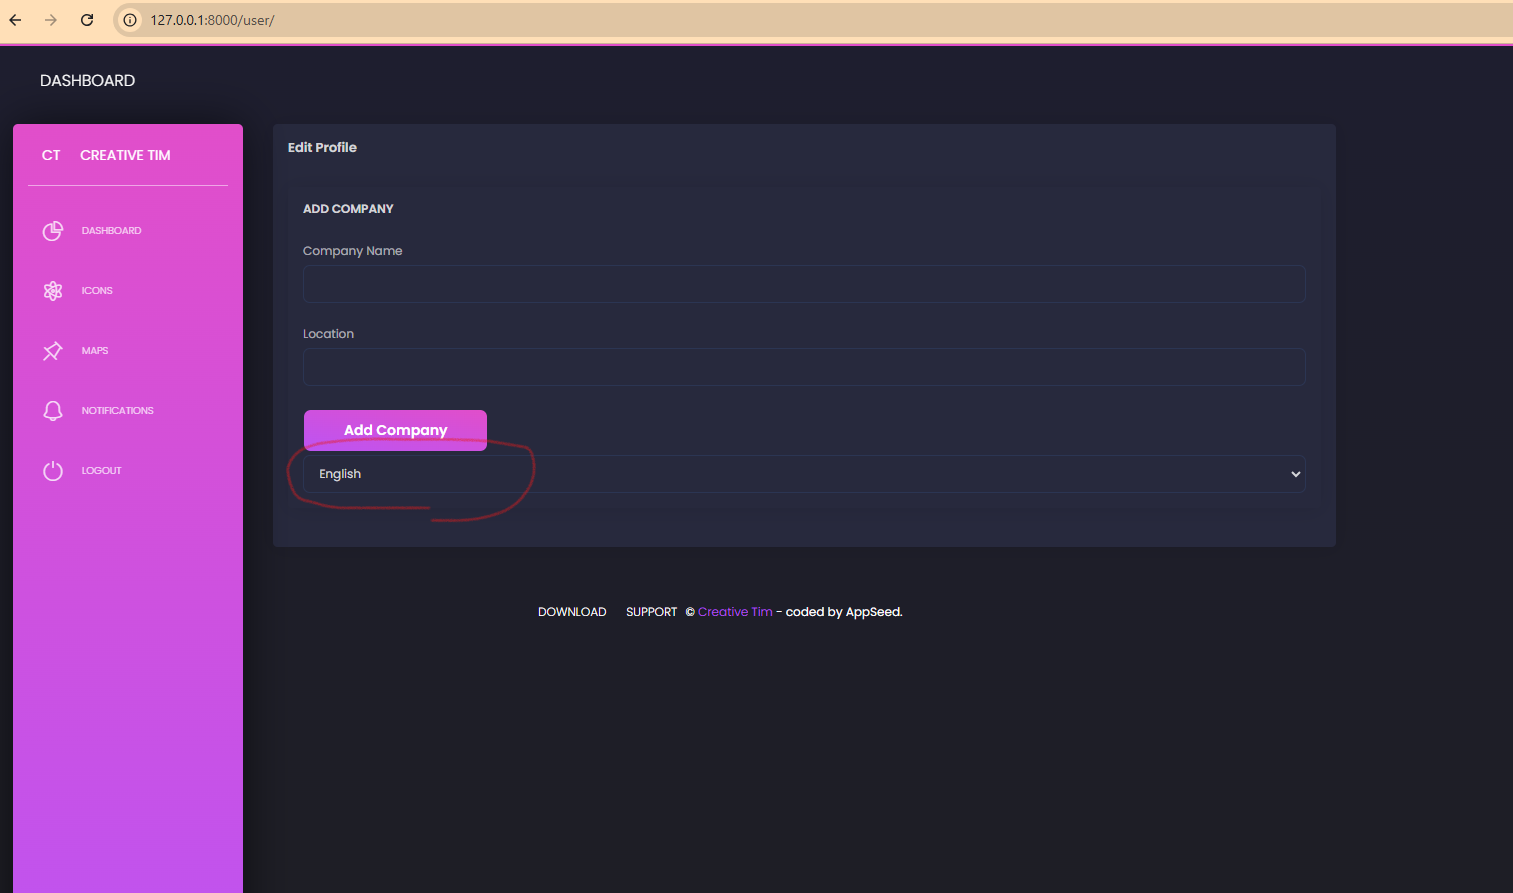 127.0.0.1:8000/user/
DASHBOARD
CT CREATIVE TIM
DASHBOARD
ICONS
MAPS
NOTIFICATIONS
LOGOUT
Edit Profile
ADD COMPANY
Company Name
Location
Add Company
English
DOWNLOAD SUPPORT © Creative Tim - coded by AppSeed.